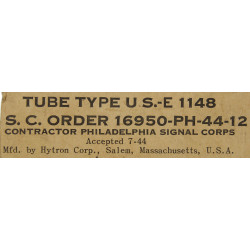 TUBE TYPE U S.-E 1148
S. C. ORDER 16950-PH-44-12
CONTRACTOR PHILADELPHIA SIGNAL CORPS
Accepted 7-44
Mfd. by Hytron Corp., Salem, Massachusetts, U.S.A.